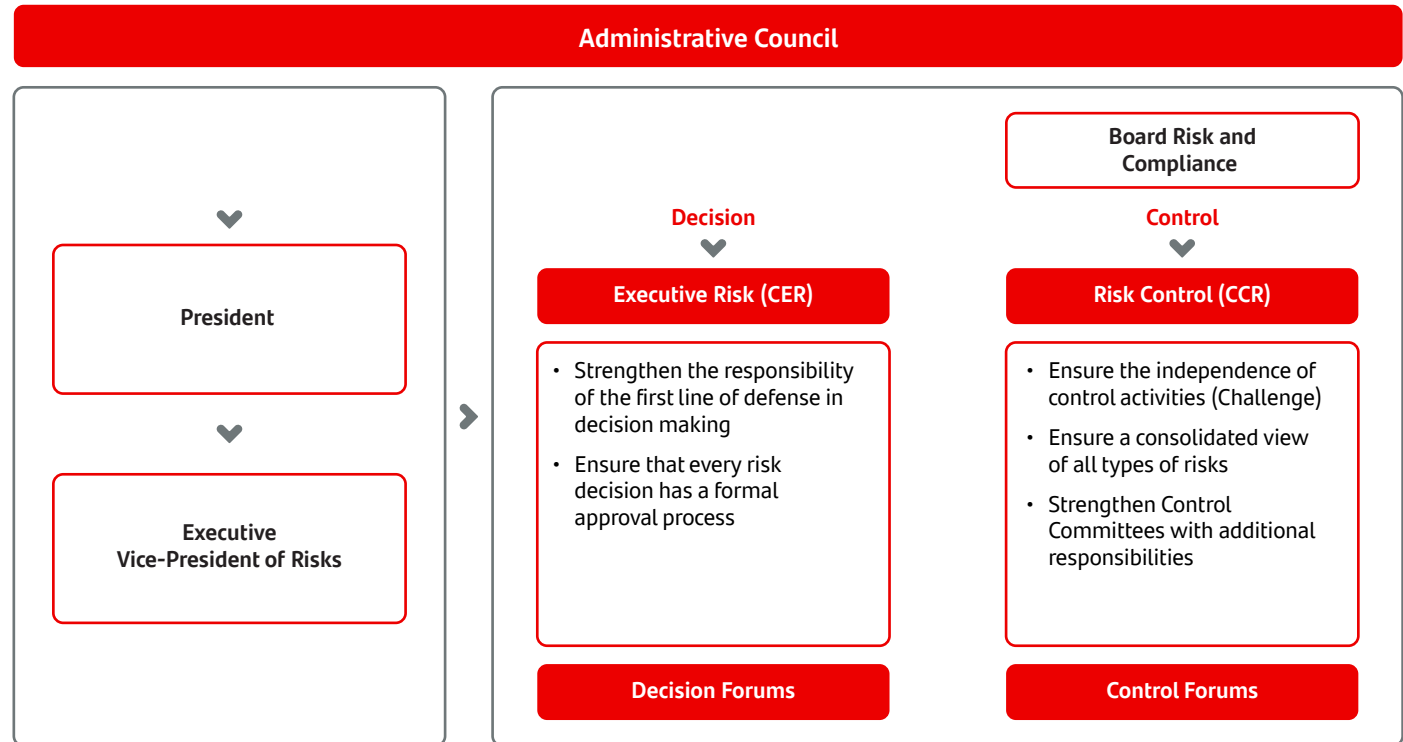 Administrative Council
President
Executive
Vice-President of Risks
Decision
Executive Risk (CER)
• Strengthen the responsibility
of the first line of defense in
decision making
• Ensure that every risk
decision has a formal
approval process
Decision Forums
Board Risk and
Compliance
Control
Risk Control (CCR)
• Ensure the independence of
control activities (Challenge)
• Ensure a consolidated view
of all types of risks
• Strengthen Control
Committees with additional
responsibilities
Control Forums